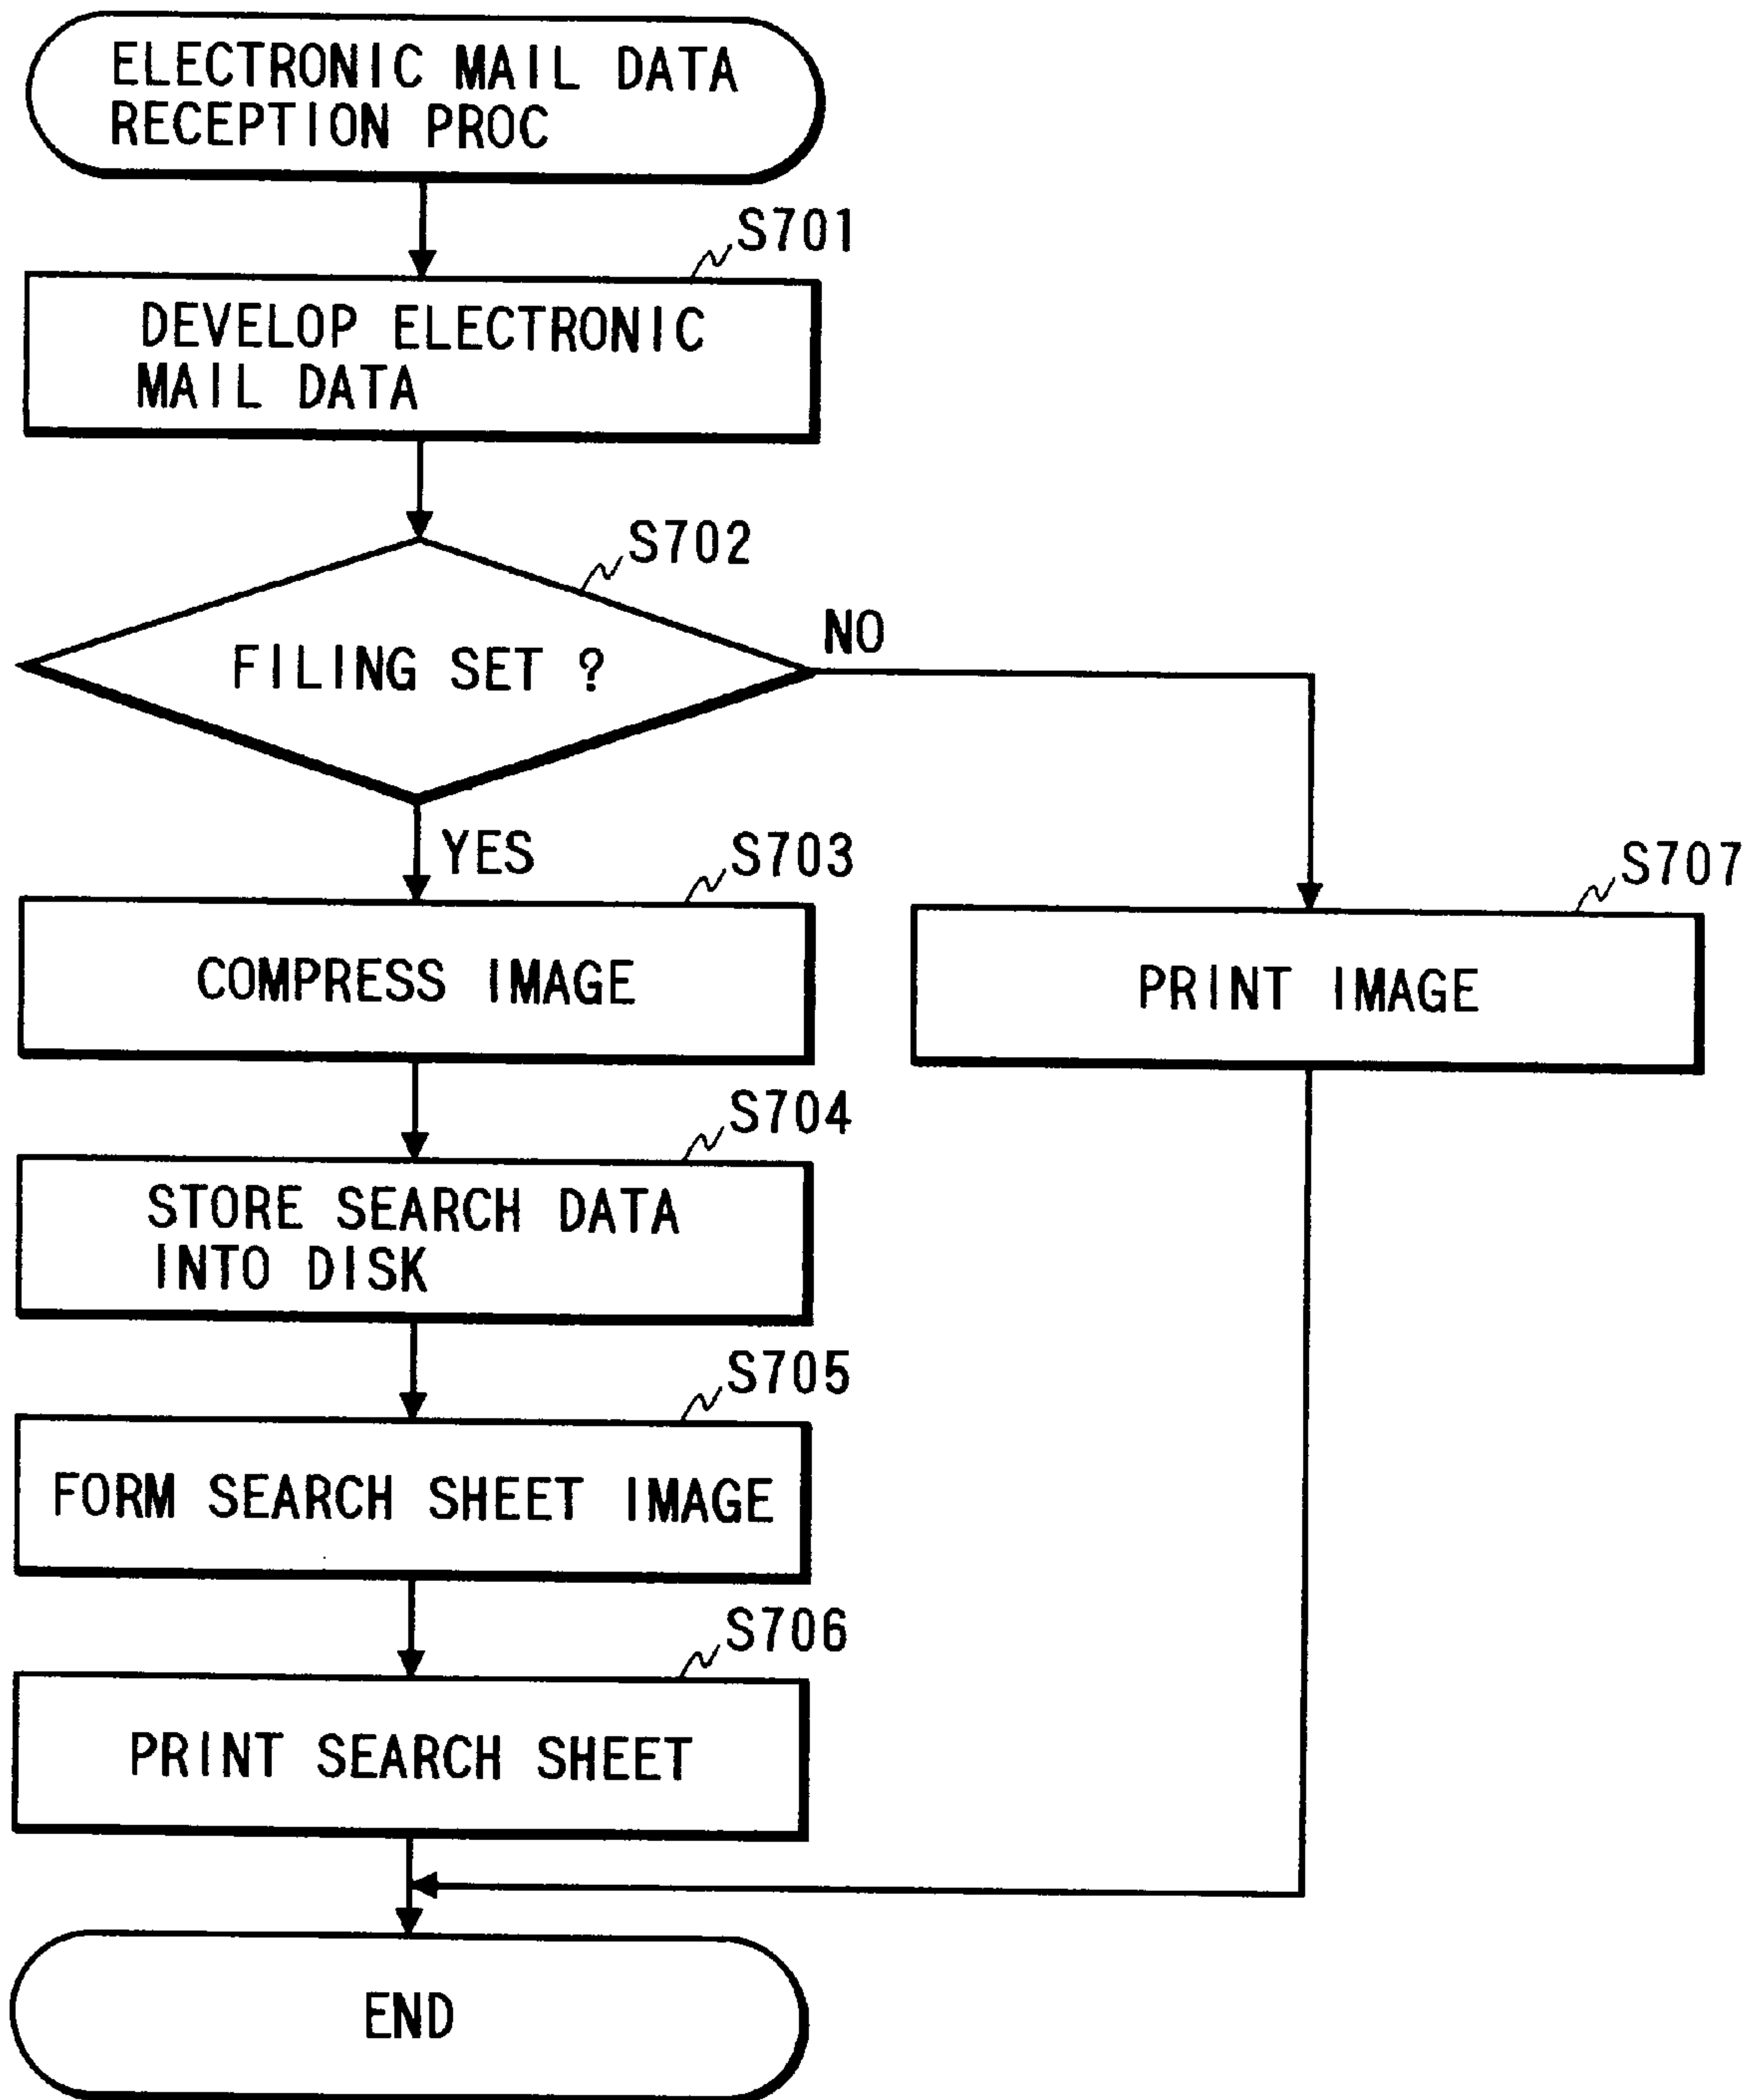 ELECTRONIC MAIL DATA
RECEPTION PROC
S701
DEVELOP ELECTRONIC
MAIL DATA
S702
FILING SET ?
NO
YES
S703
COMPRESS IMAGE
S707
PRINT IMAGE
S704
STORE SEARCH DATA
INTO DISK
S705
FORM SEARCH SHEET IMAGE
S706
PRINT SEARCH SHEET
END